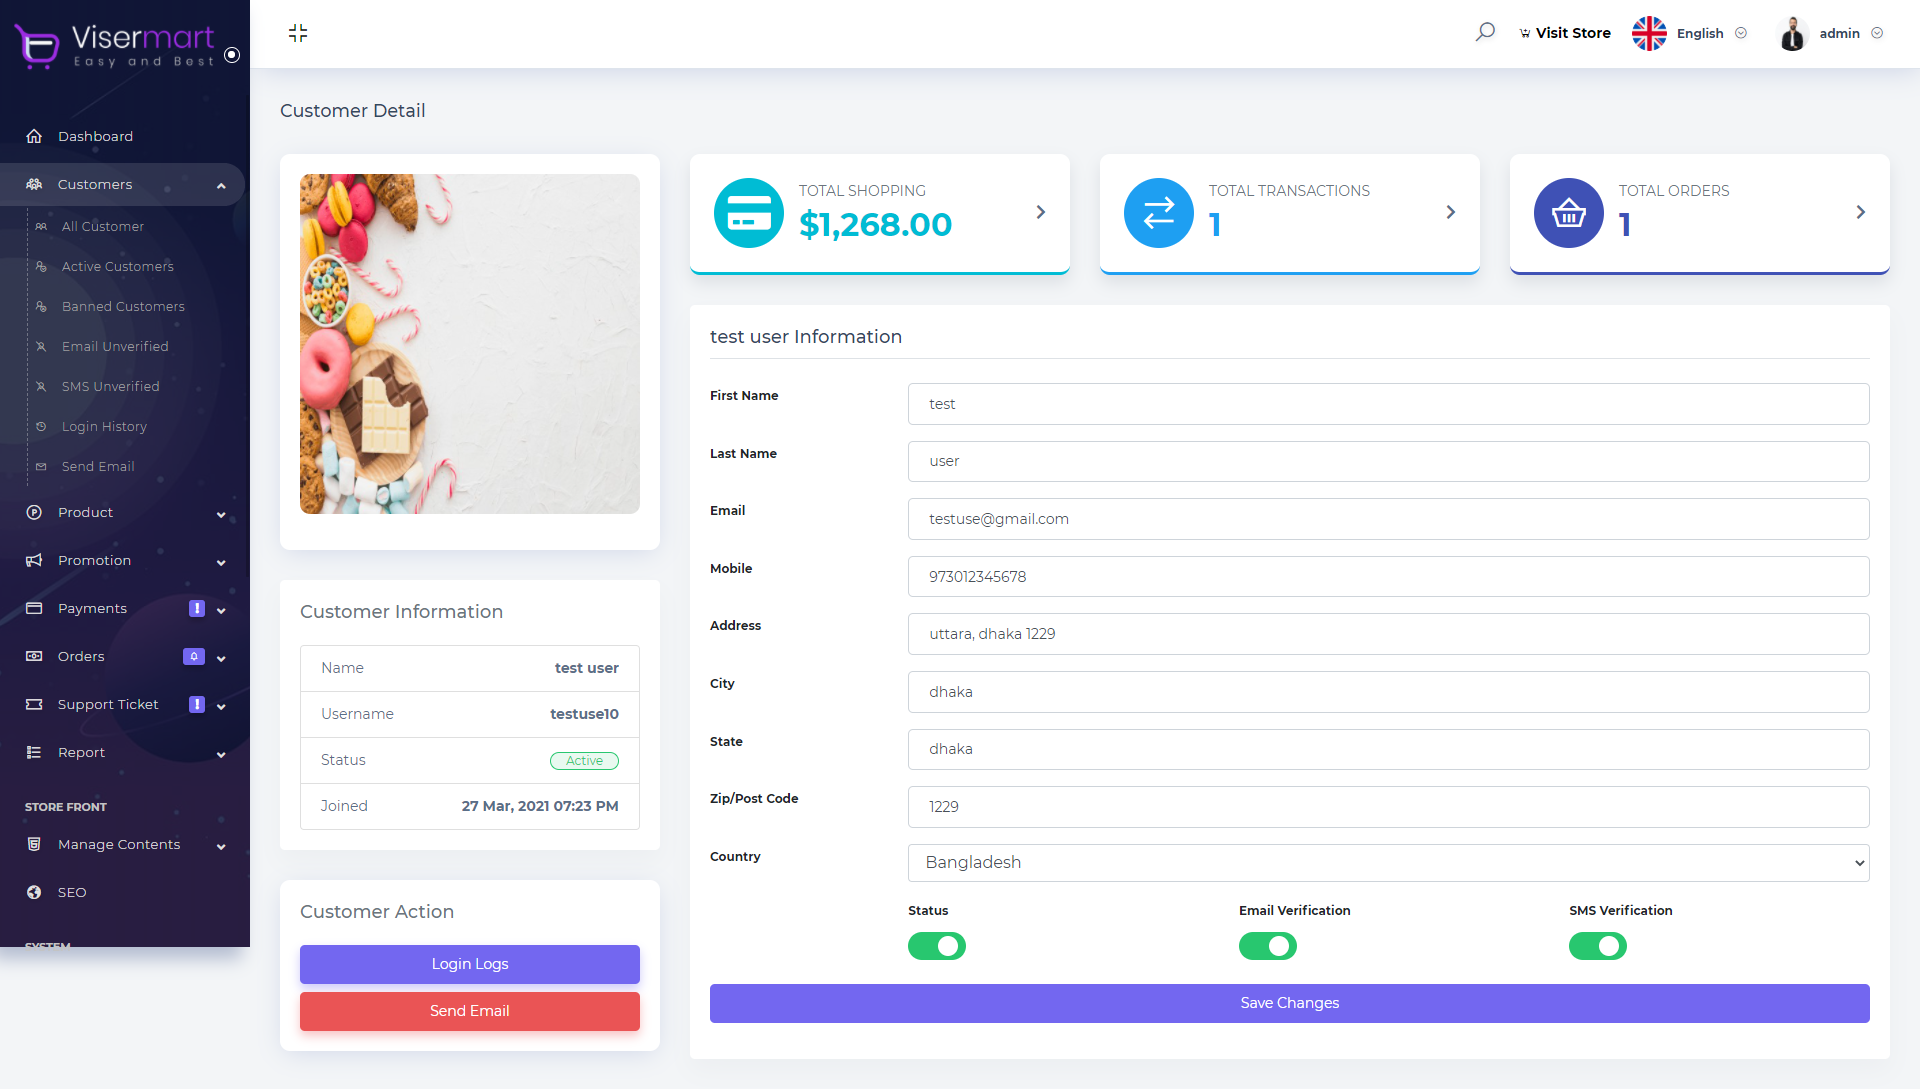 Visermart
Easy and Best
Visit Store
English
admin
Dashboard
Customers
All Customer
Active Customers
Banned Customers
Email Unverified
SMS Unverified
Login History
Send Email
Product
Promotion
Payments
Orders
Support Ticket
Report
STORE FRONT
Manage Contents
SEO
SYSTEM
Customer Detail
TOTAL SHOPPING
$1,268.00
TOTAL TRANSACTIONS
1
TOTAL ORDERS
1
Customer Information
Name test user
Username testuse10
Status Active
Joined 27 Mar, 2021 07:23 PM
Customer Action
Login Logs
Send Email
test user Information
First Name test
Last Name user
Email testuse@gmail.com
Mobile 973012345678
Address uttara, dhaka 1229
City dhaka
State dhaka
Zip/Post Code 1229
Country Bangladesh
Status Email Verification SMS Verification
Save Changes